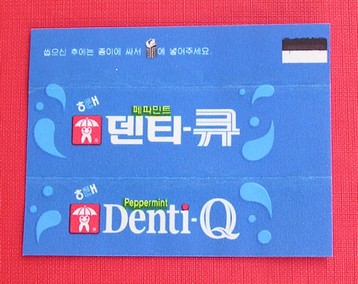 씹으신 후에는 종이에 싸서 에 넣어주세요.
해태
페파민트
덴티-큐
해태
Peppermint
Denti-Q